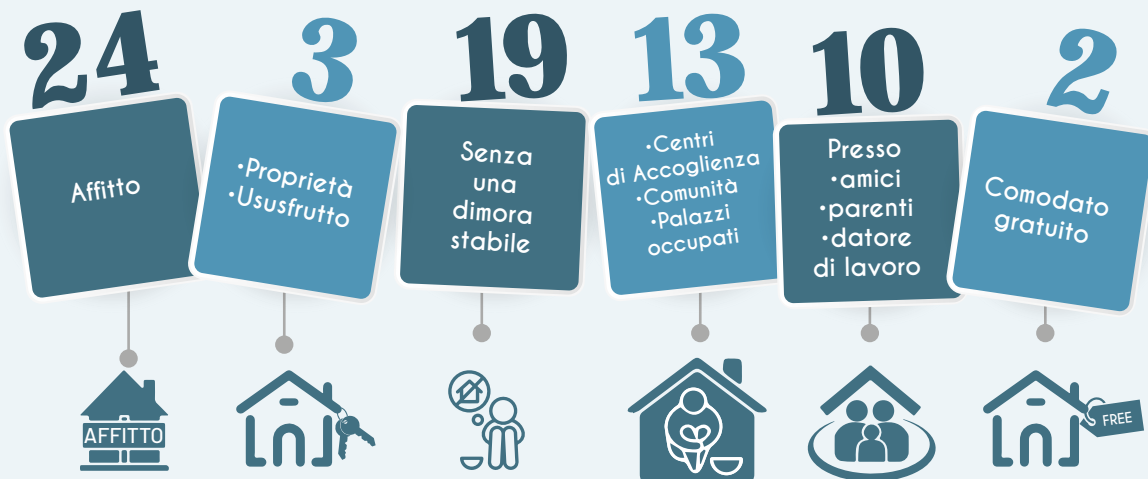 24
Affitto
AFFITTO
3
•Proprietà
•Ususfrutto
19
Senza
una
dimora
stabile
13
•Centri
di Accoglienza
•Comunità
•Palazzi
occupati
10
Presso
•amici
•parenti
•datore
di lavoro
2
Comodato
gratuito
FREE